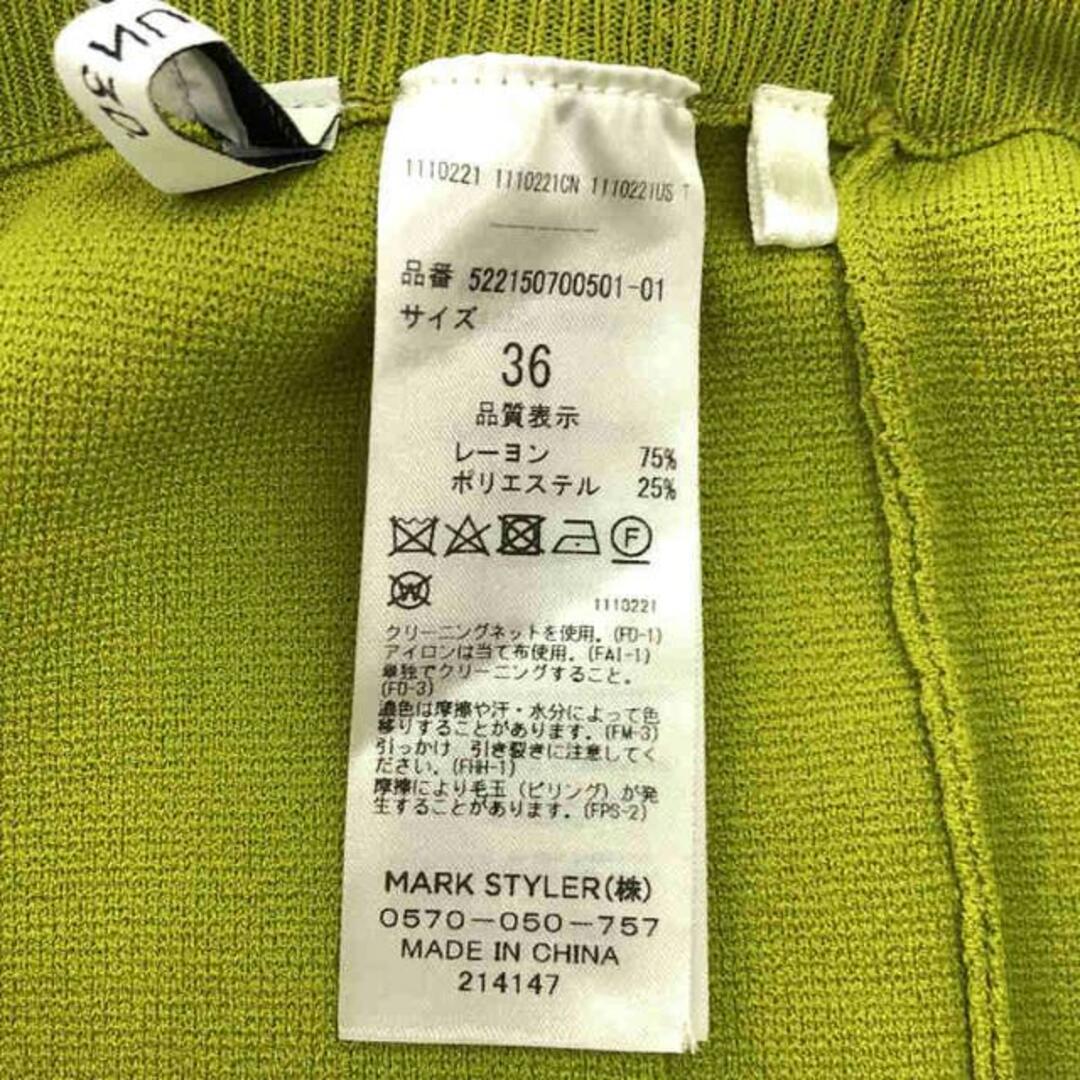 1110221 1110221CN 1110221US T
品番 522150700501-01
サイズ
36
品質表示
レーヨン 75%
ポリエステル 25%
F
W
1110221
クリーニングネットを使用。(FD-1)
アイロンは当て布使用。(FAI-1)
単独でクリーニングすること。
(FD-3)
濃色は摩擦や汗・水分によって色
移りすることがあります。(FM-3)
引っかけ 引き裂きに注意してく
ださい。(FHH-1)
摩擦により毛玉(ピリング)が発
生することがあります。(FPS-2)
MARK STYLER(株)
0570-050-757
MADE IN CHINA
214147